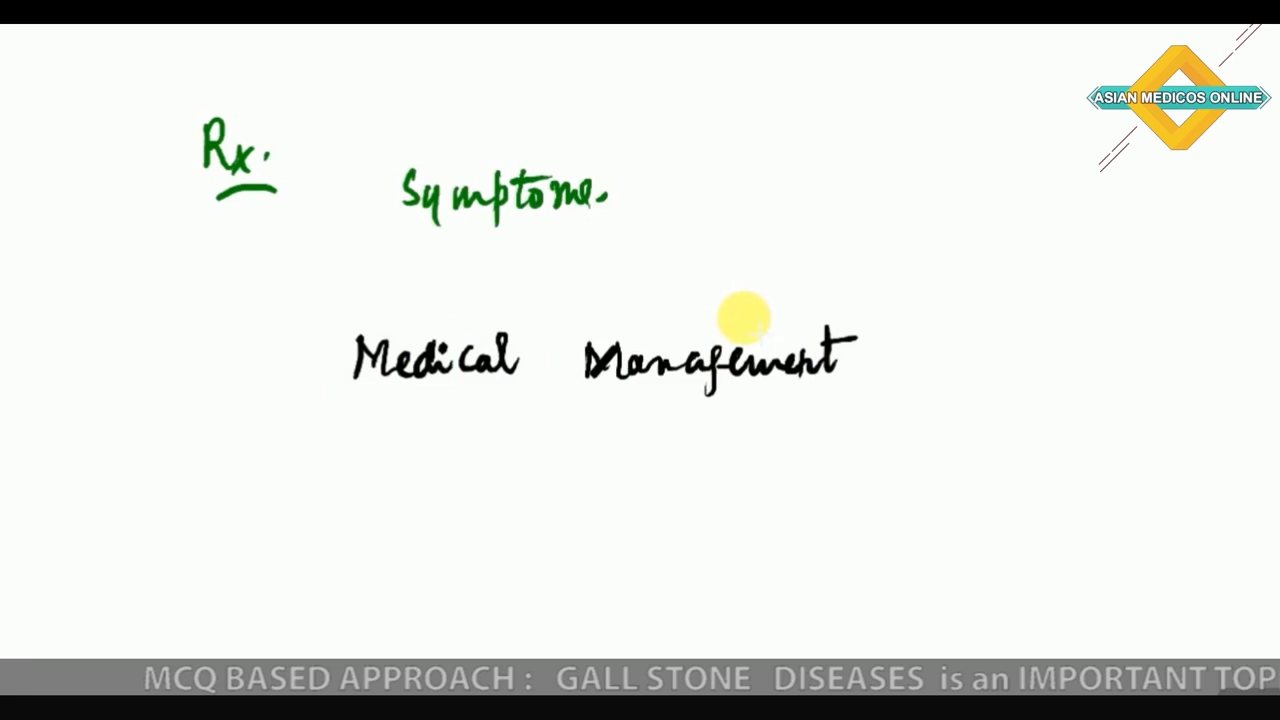 ASIAN MEDICOS ONLINE
Rx.
Symptoms.
Medical Management
MCQ BASED APPROACH : GALL STONE DISEASES is an IMPORTANT TOP